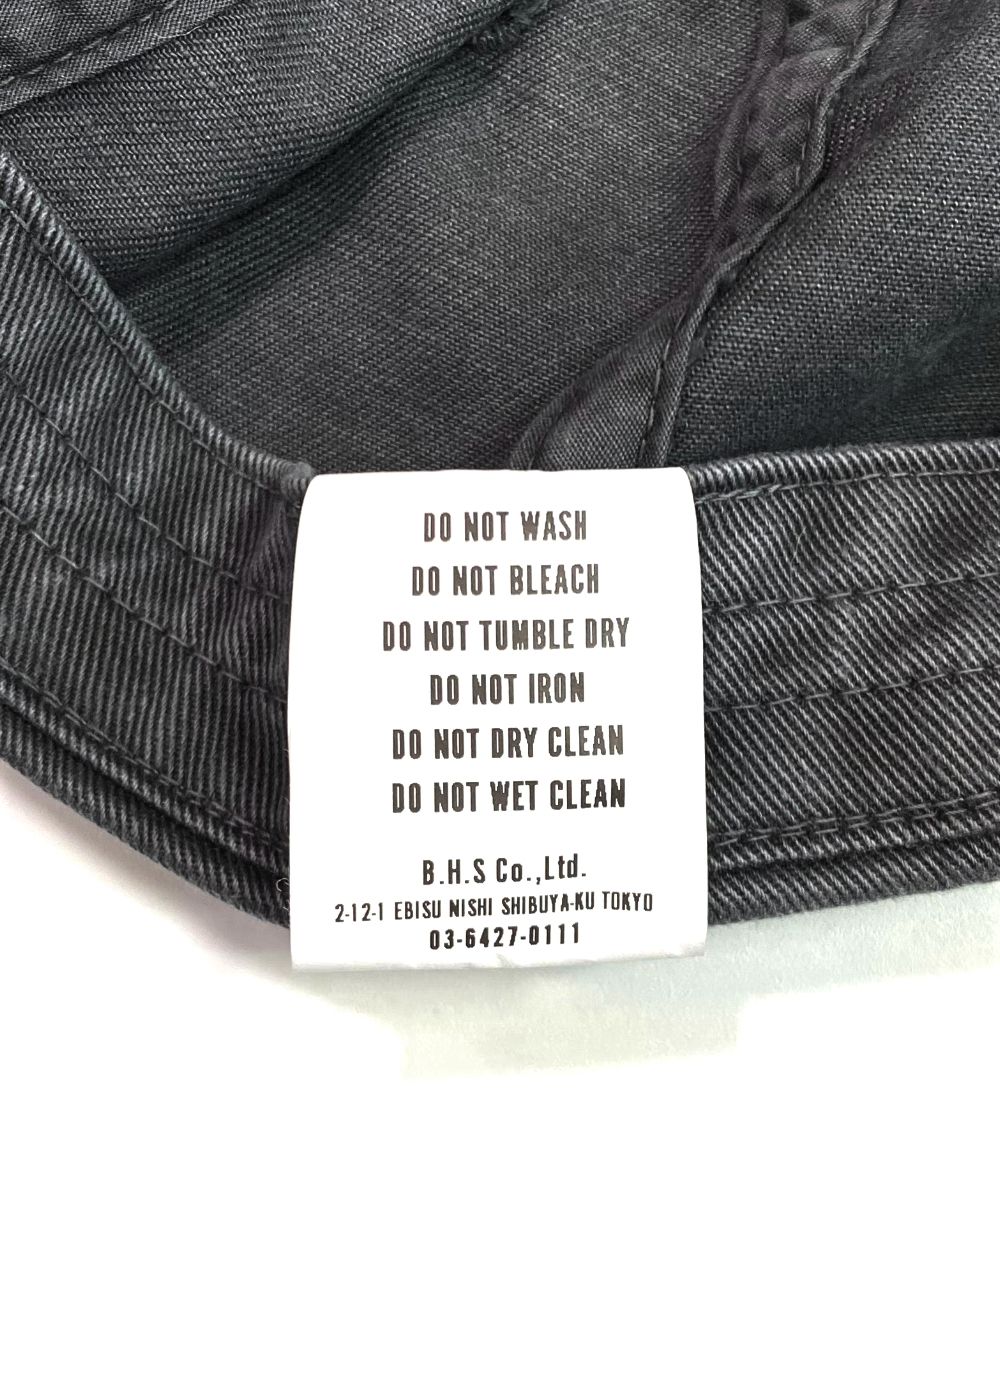 DO NOT WASH
DO NOT BLEACH
DO NOT TUMBLE DRY
DO NOT IRON
DO NOT DRY CLEAN
DO NOT WET CLEAN
B.H.S Co.,Ltd.
2-12-1 EBISU NISHI SHIBUYA-KU TOKYO
03-6427-0111